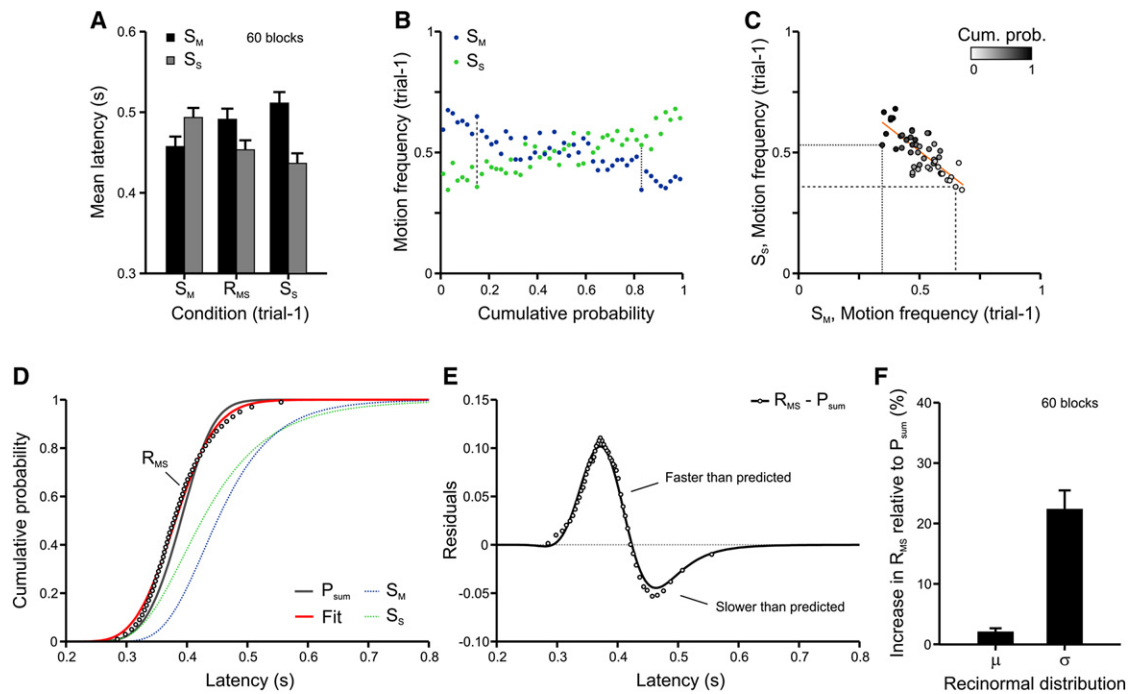 A
S_M
S_S
60 blocks
Mean latency (s)
0.6
0.5
0.4
0.3
S_M
R_MS
S_S
Condition (trial-1)
B
S_M
S_S
Motion frequency (trial-1)
1
0.5
0
0
0.2
0.4
0.6
0.8
1
Cumulative probability
C
Cum. prob.
0
1
S_S, Motion frequency (trial-1)
1
0.5
0
0
0.5
1
S_M, Motion frequency (trial-1)
D
Cumulative probability
1
0.8
0.6
0.4
0.2
0
R_MS
P_sum
S_M
Fit
S_S
0.2
0.3
0.4
0.5
0.6
0.7
0.8
Latency (s)
E
Residuals
0.15
0.10
0.05
0
-0.05
-0.10
R_MS - P_sum
Faster than predicted
Slower than predicted
0.2
0.4
0.6
0.8
Latency (s)
F
60 blocks
Increase in R_MS relative to P_sum (%)
40
30
20
10
0
μ
σ
Recinormal distribution